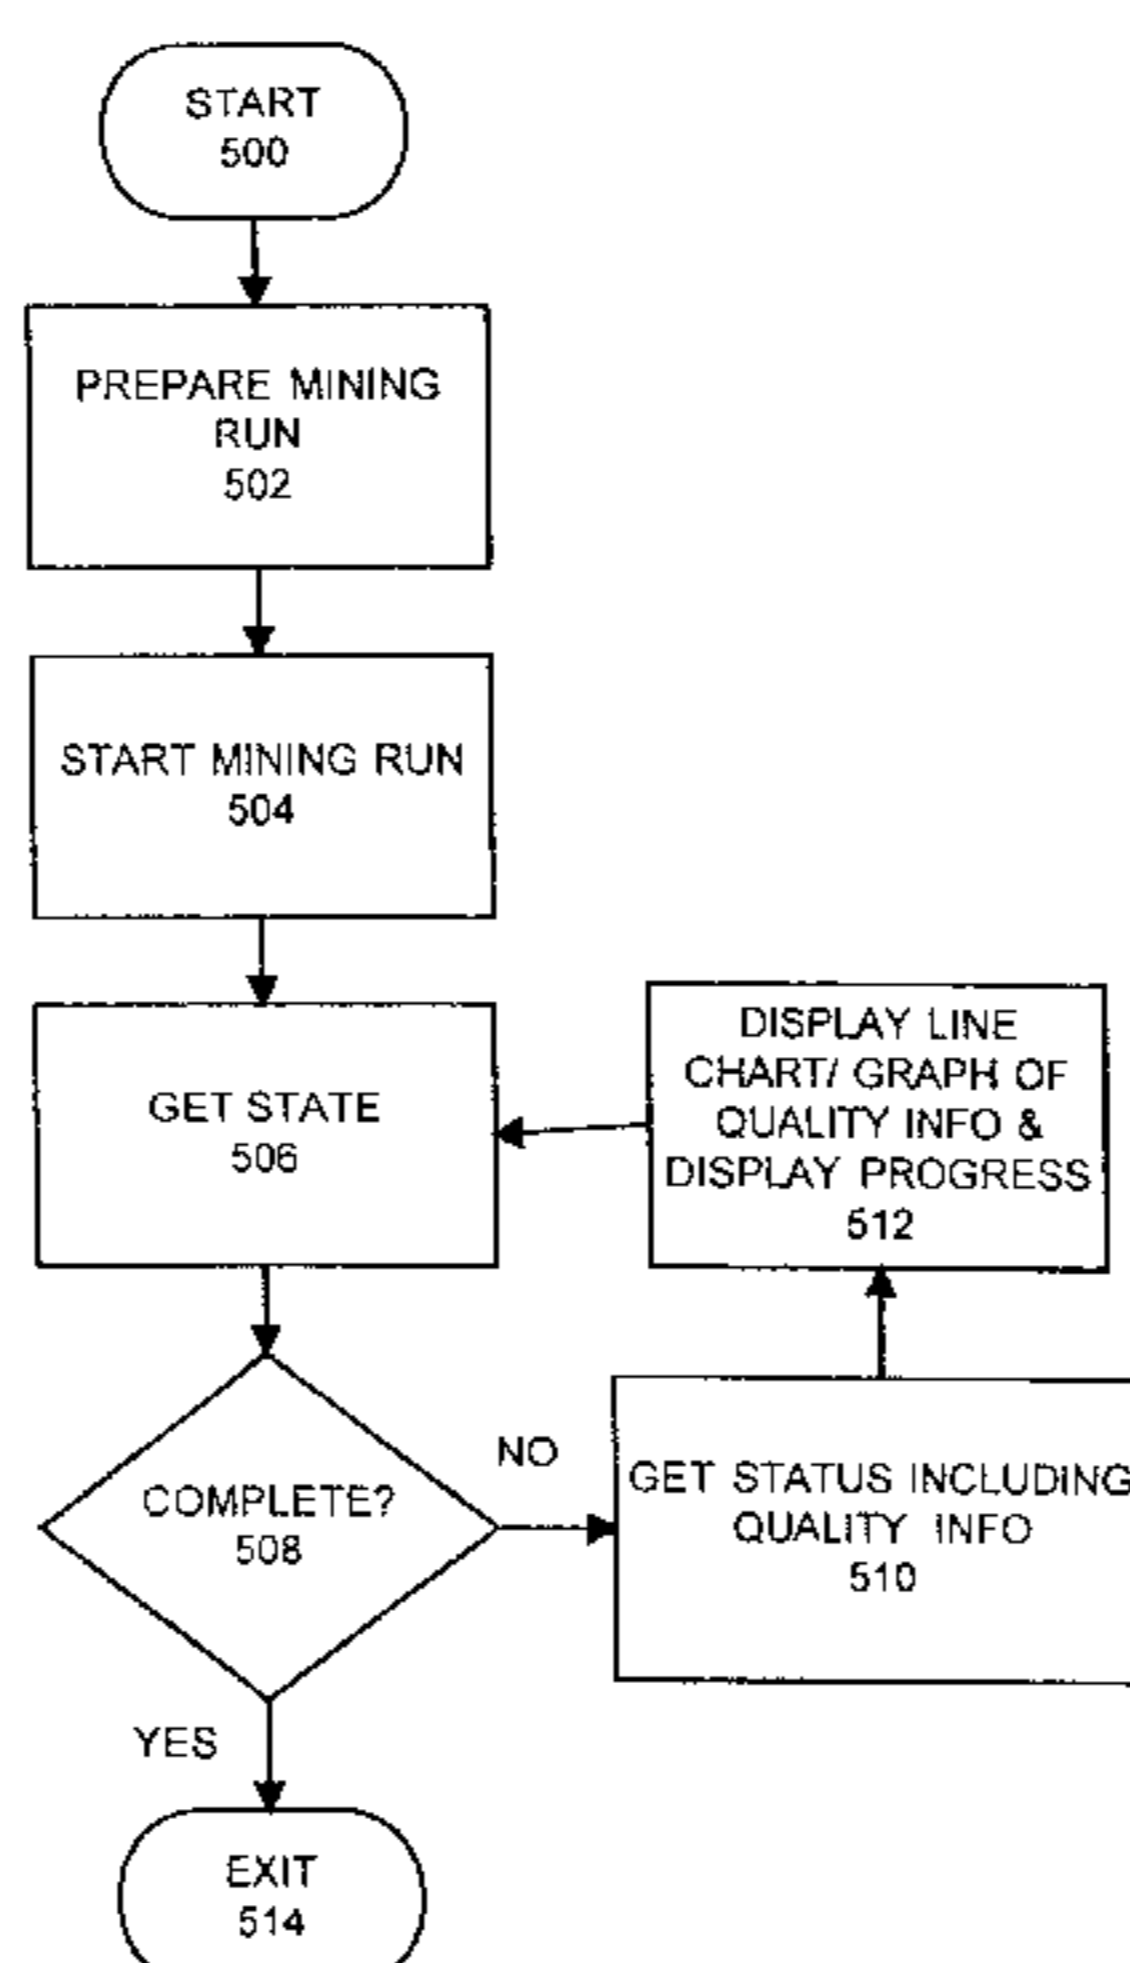 START
500
PREPARE MINING
RUN
502
START MINING RUN
504
GET STATE
506
DISPLAY LINE
CHART/ GRAPH OF
QUALITY INFO &
DISPLAY PROGRESS
512
COMPLETE?
508
NO
GET STATUS INCLUDING
QUALITY INFO
510
YES
EXIT
514